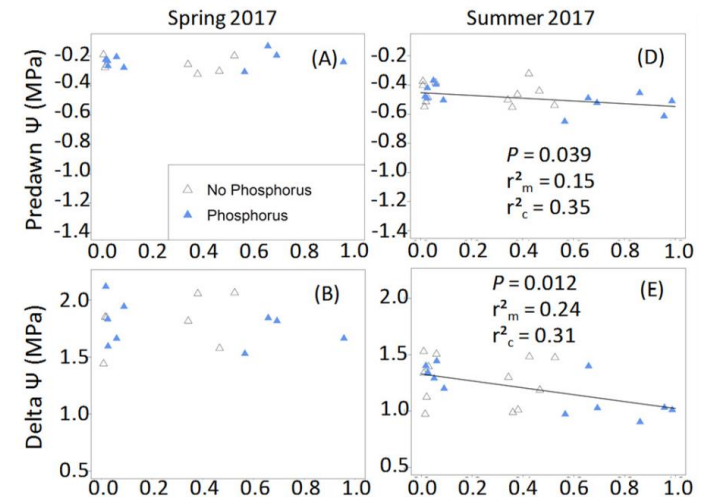 Spring 2017
Summer 2017
Predawn Ψ (MPa)
-0.2
-0.4
-0.6
-0.8
-1.0
-1.2
-1.4
(A)
No Phosphorus
Phosphorus
0.0 0.2 0.4 0.6 0.8 1.0
-0.2
-0.4
-0.6
-0.8
-1.0
-1.2
-1.4
(D)
P = 0.039
r²m = 0.15
r²c = 0.35
0.0 0.2 0.4 0.6 0.8 1.0
Delta Ψ (MPa)
2.0
1.5
1.0
0.5
(B)
0.0 0.2 0.4 0.6 0.8 1.0
2.0
1.5
1.0
0.5
P = 0.012
r²m = 0.24
r²c = 0.31
(E)
0.0 0.2 0.4 0.6 0.8 1.0